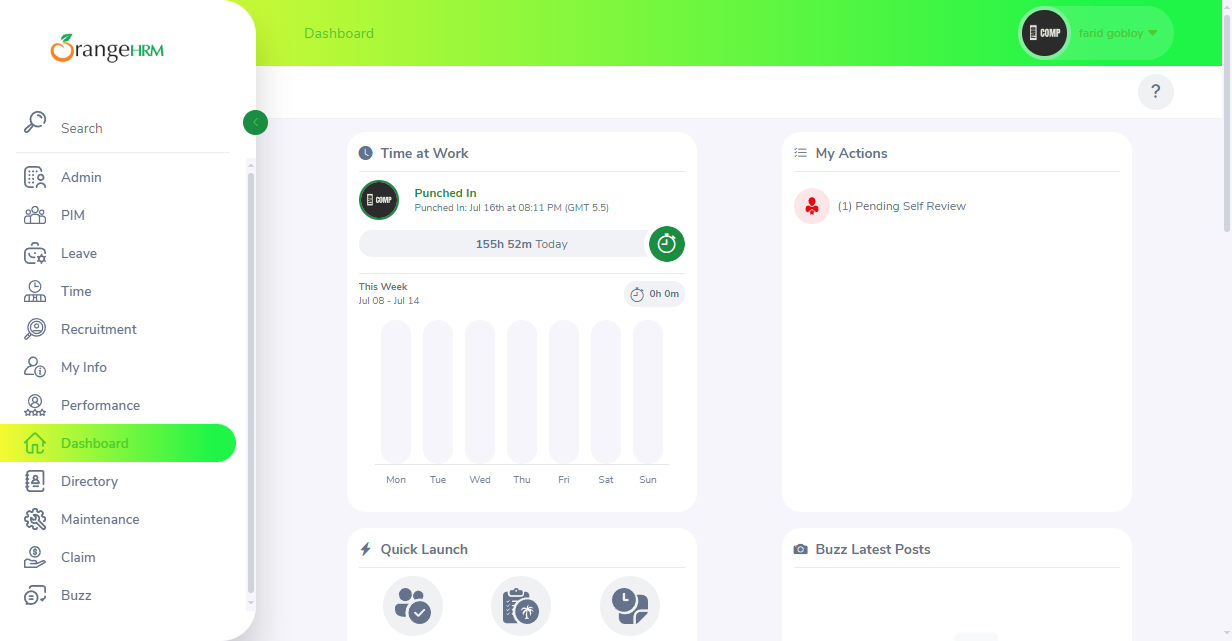 OrangeHRM
Dashboard
COMP
farid gobloy
?
Search
Admin
PIM
Leave
Time
Recruitment
My Info
Performance
Dashboard
Directory
Maintenance
Claim
Buzz
Time at Work
COMP
Punched In
Punched In: Jul 16th at 08:11 PM (GMT 5.5)
155h 52m Today
This Week
Jul 08 - Jul 14
0h 0m
Mon Tue Wed Thu Fri Sat Sun
My Actions
(1) Pending Self Review
Quick Launch
Buzz Latest Posts